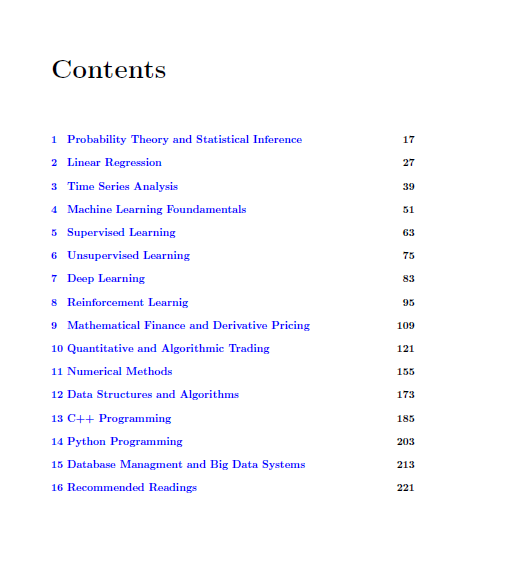 Contents
1 Probability Theory and Statistical Inference 17
2 Linear Regression 27
3 Time Series Analysis 39
4 Machine Learning Foundamentals 51
5 Supervised Learning 63
6 Unsupervised Learning 75
7 Deep Learning 83
8 Reinforcement Learnig 95
9 Mathematical Finance and Derivative Pricing 109
10 Quantitative and Algorithmic Trading 121
11 Numerical Methods 155
12 Data Structures and Algorithms 173
13 C++ Programming 185
14 Python Programming 203
15 Database Managment and Big Data Systems 213
16 Recommended Readings 221